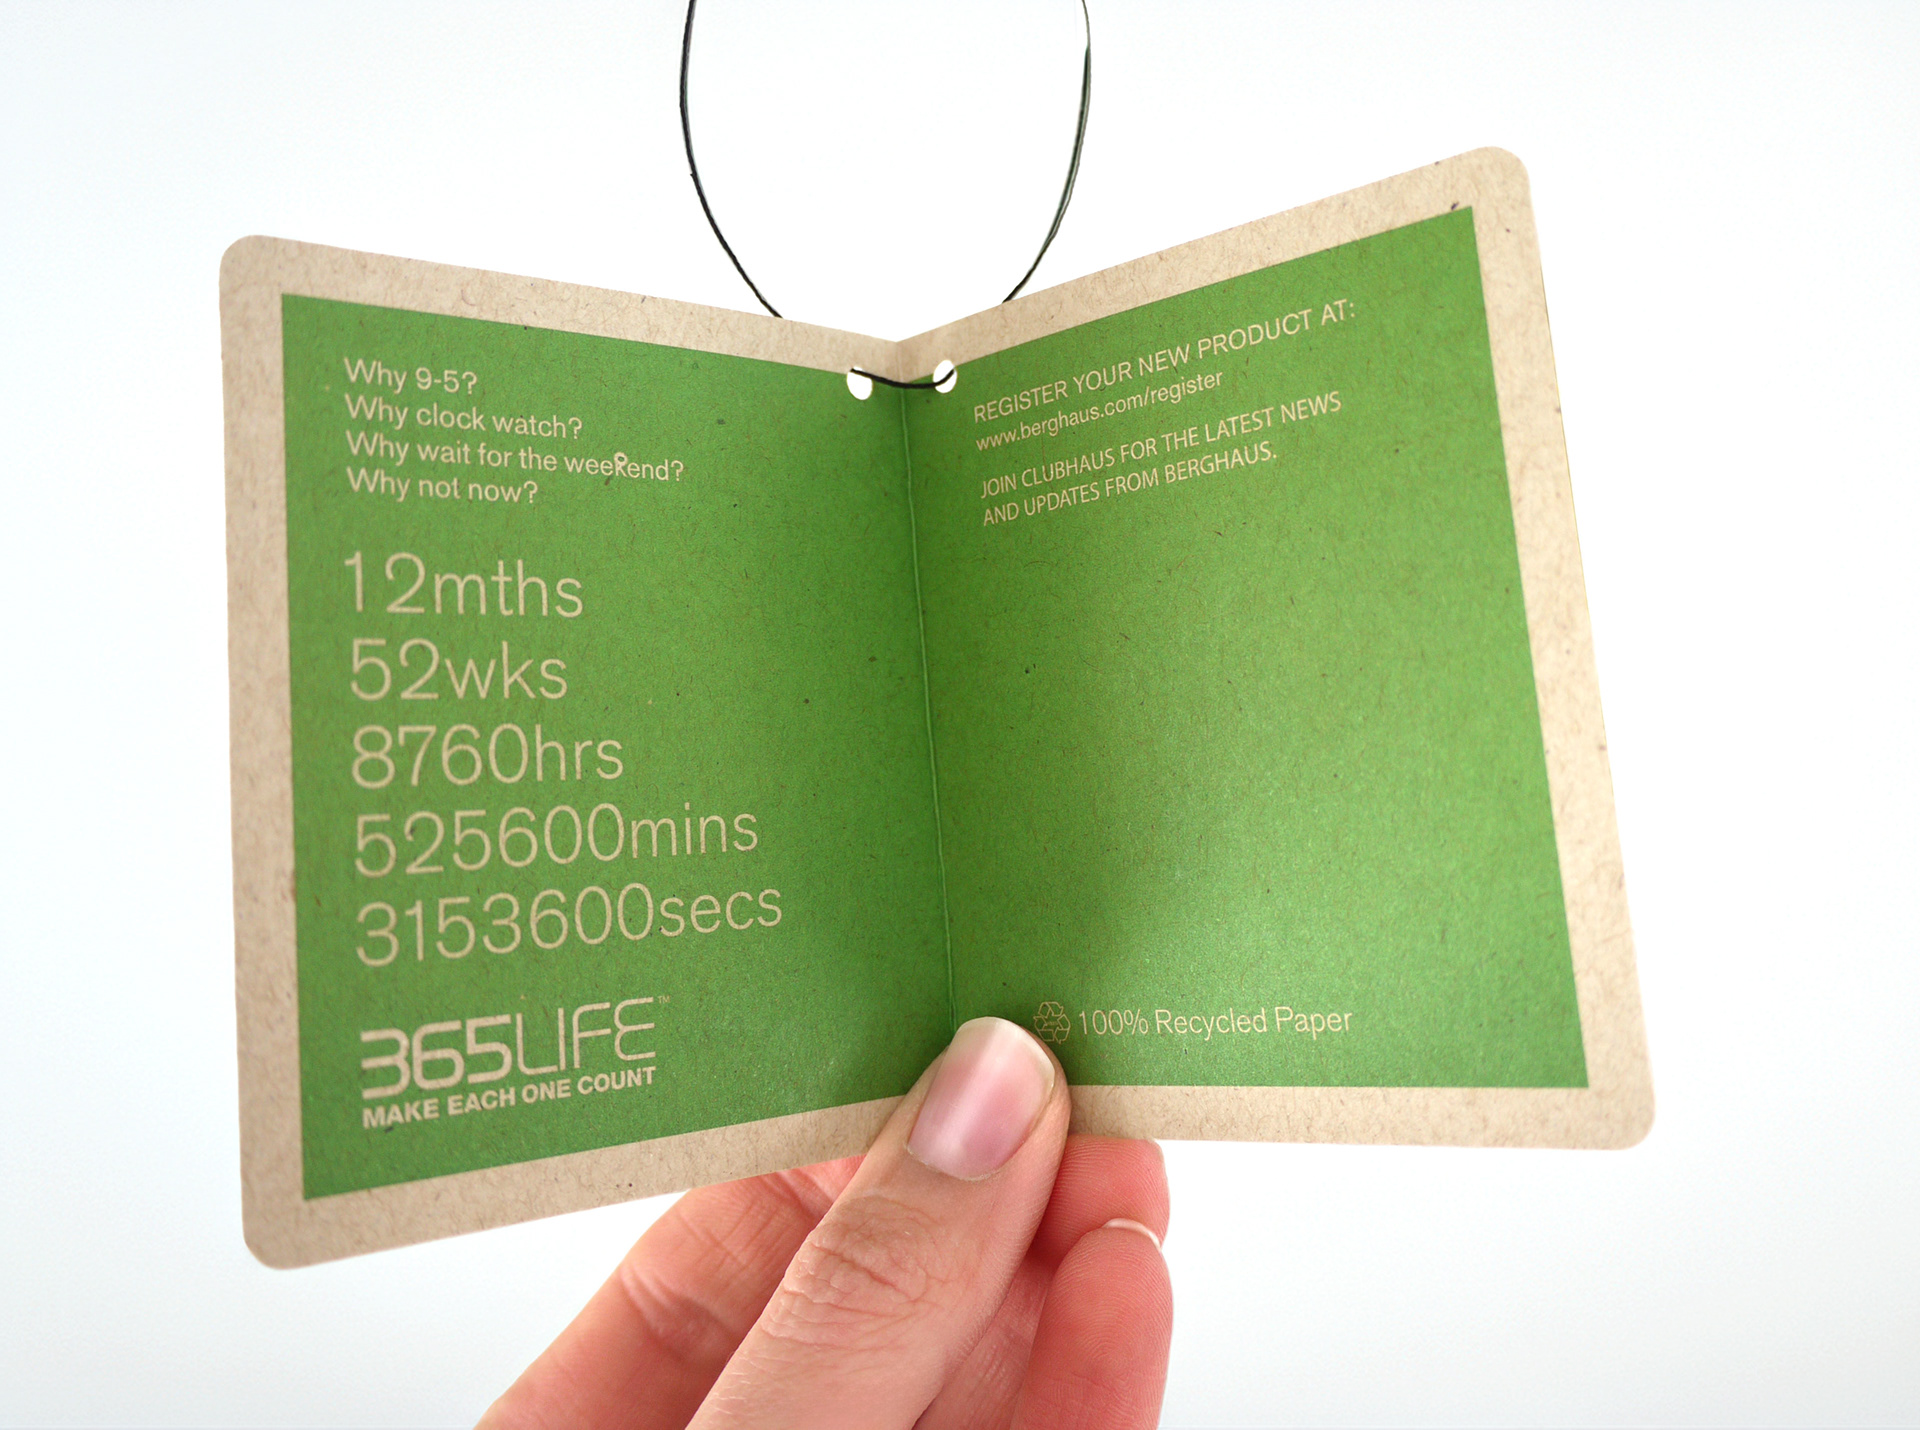 Why 9-5?
Why clock watch?
Why wait for the weekend?
Why not now?
12mths
52wks
8760hrs
525600mins
3153600secs
365LIFE™
MAKE EACH ONE COUNT
REGISTER YOUR NEW PRODUCT AT:
www.berghaus.com/register
JOIN CLUBHAUS FOR THE LATEST NEWS
AND UPDATES FROM BERGHAUS.
100% Recycled Paper